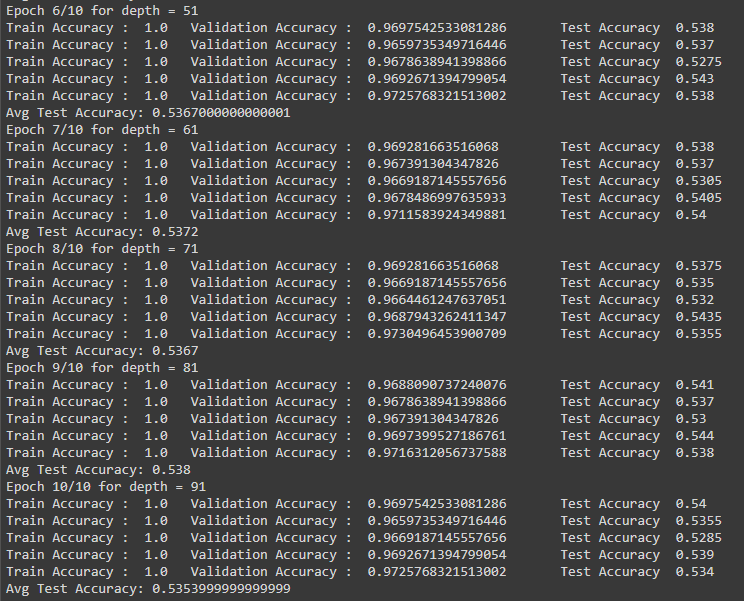 Epoch 6/10 for depth = 51
Train Accuracy :  1.0   Validation Accuracy :  0.9697542533081286       Test Accuracy  0.538
Train Accuracy :  1.0   Validation Accuracy :  0.9659735349716446       Test Accuracy  0.537
Train Accuracy :  1.0   Validation Accuracy :  0.9678638941398866       Test Accuracy  0.5275
Train Accuracy :  1.0   Validation Accuracy :  0.9692671394799054       Test Accuracy  0.543
Train Accuracy :  1.0   Validation Accuracy :  0.9725768321513002       Test Accuracy  0.538
Avg Test Accuracy: 0.5367000000000001
Epoch 7/10 for depth = 61
Train Accuracy :  1.0   Validation Accuracy :  0.969281663516068        Test Accuracy  0.538
Train Accuracy :  1.0   Validation Accuracy :  0.967391304347826        Test Accuracy  0.537
Train Accuracy :  1.0   Validation Accuracy :  0.9669187145557656       Test Accuracy  0.5305
Train Accuracy :  1.0   Validation Accuracy :  0.9678486997635933       Test Accuracy  0.5405
Train Accuracy :  1.0   Validation Accuracy :  0.9711583924349881       Test Accuracy  0.54
Avg Test Accuracy: 0.5372
Epoch 8/10 for depth = 71
Train Accuracy :  1.0   Validation Accuracy :  0.969281663516068        Test Accuracy  0.5375
Train Accuracy :  1.0   Validation Accuracy :  0.9669187145557656       Test Accuracy  0.535
Train Accuracy :  1.0   Validation Accuracy :  0.9664461247637051       Test Accuracy  0.532
Train Accuracy :  1.0   Validation Accuracy :  0.9687943262411347       Test Accuracy  0.5435
Train Accuracy :  1.0   Validation Accuracy :  0.9730496453900709       Test Accuracy  0.5355
Avg Test Accuracy: 0.5367
Epoch 9/10 for depth = 81
Train Accuracy :  1.0   Validation Accuracy :  0.9688090737240076       Test Accuracy  0.541
Train Accuracy :  1.0   Validation Accuracy :  0.9678638941398866       Test Accuracy  0.537
Train Accuracy :  1.0   Validation Accuracy :  0.967391304347826        Test Accuracy  0.53
Train Accuracy :  1.0   Validation Accuracy :  0.9697399527186761       Test Accuracy  0.544
Train Accuracy :  1.0   Validation Accuracy :  0.9716312056737588       Test Accuracy  0.538
Avg Test Accuracy: 0.538
Epoch 10/10 for depth = 91
Train Accuracy :  1.0   Validation Accuracy :  0.9697542533081286       Test Accuracy  0.54
Train Accuracy :  1.0   Validation Accuracy :  0.9659735349716446       Test Accuracy  0.5355
Train Accuracy :  1.0   Validation Accuracy :  0.9669187145557656       Test Accuracy  0.5285
Train Accuracy :  1.0   Validation Accuracy :  0.9692671394799054       Test Accuracy  0.539
Train Accuracy :  1.0   Validation Accuracy :  0.9725768321513002       Test Accuracy  0.534
Avg Test Accuracy: 0.5353999999999999